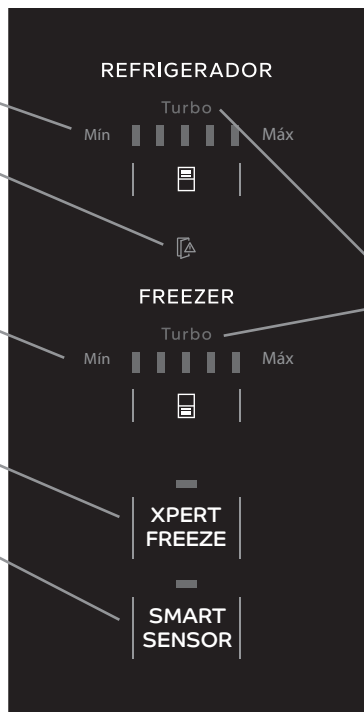 REFRIGERADOR
Turbo
Mín Máx
FREEZER
Turbo
Mín Máx
XPERT
FREEZE
SMART
SENSOR